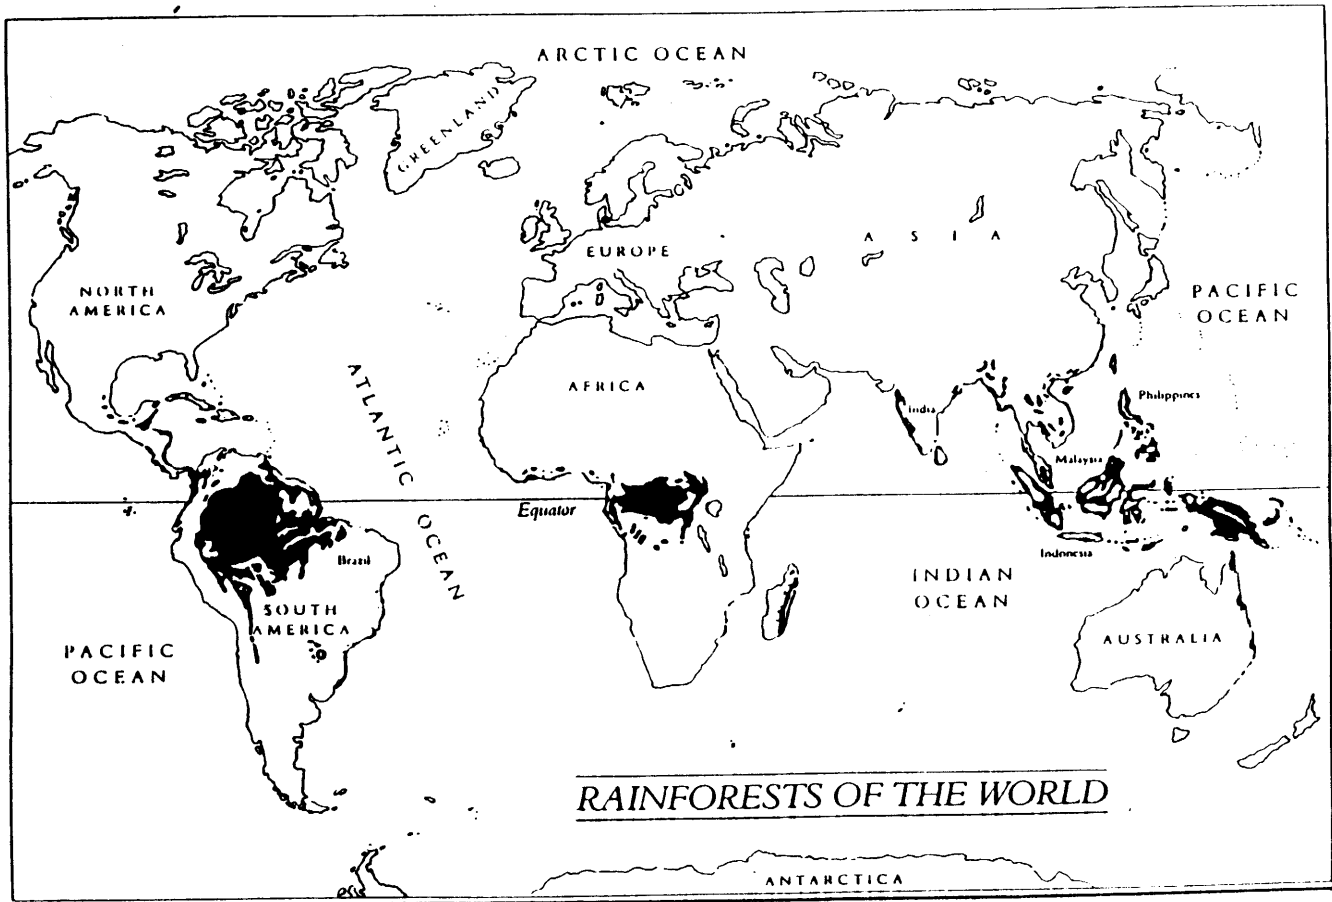 ARCTIC OCEAN
GREENLAND
EUROPE
A S I A
NORTH
AMERICA
PACIFIC
OCEAN
ATLANTIC OCEAN
AFRICA
India
Philippines
Malaysia
Equator
Brazil
Indonesia
INDIAN
OCEAN
SOUTH
AMERICA
AUSTRALIA
PACIFIC
OCEAN
RAINFORESTS OF THE WORLD
ANTARCTICA